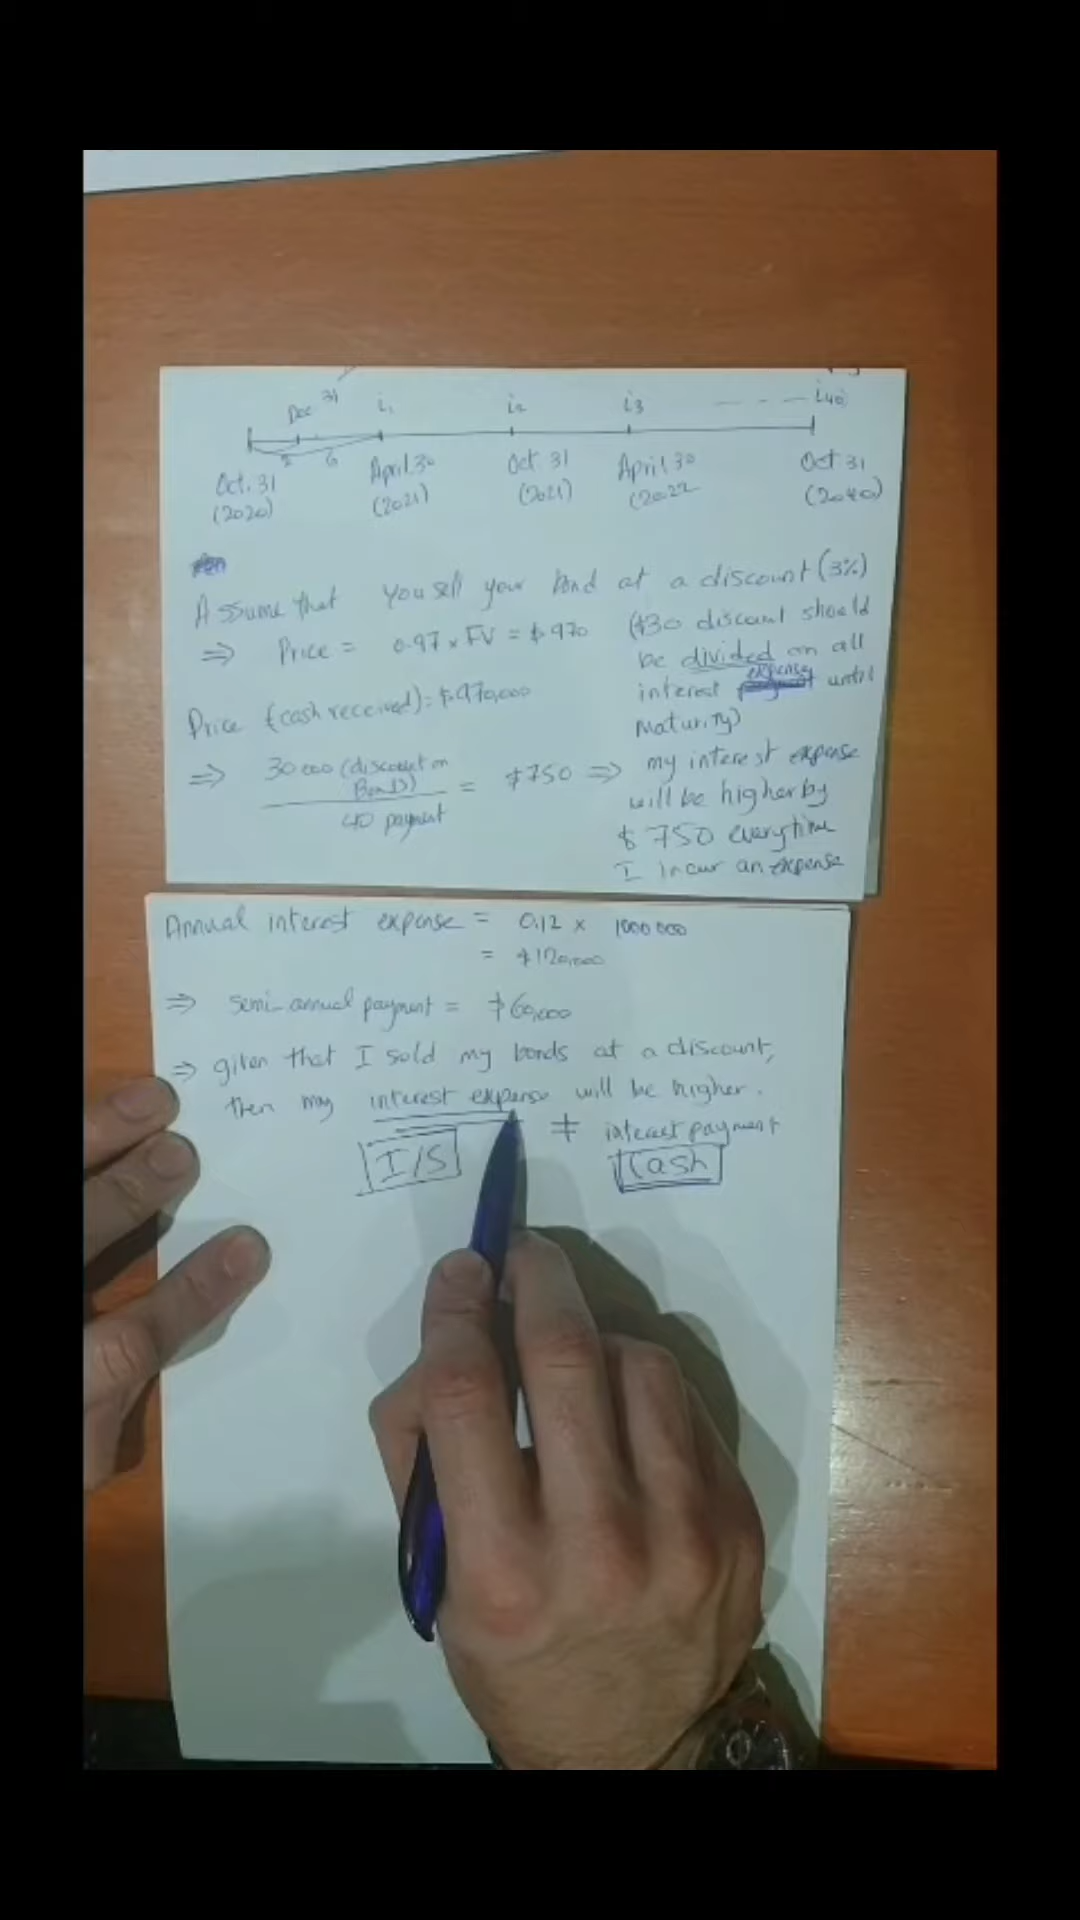 Dec 31 i1 i2 i3 - - - i40
2 6
Oct. 31 April 30 Oct 31 April 30 Oct 31
(2020) (2021) (2021) (2022 (2040)
Assume that you sell your bond at a discount (3%)
⇒ Price = 0.97 × FV = $970 ($30 discount should
be divided on all
interest expense until
maturity)
Price (cash received): $970,000
⇒ 30000 (discount on
Bonds)
40 payment
= $750 ⇒ my interest expense
will be higher by
$750 everytime
I incur an expense
Annual interest expense = 0.12 × 1000 000
= $120,000
⇒ semi-annual payment = $60,000
⇒ given that I sold my bonds at a discount,
then my interest expense will be higher.
≠ interest payment
I/S Cash